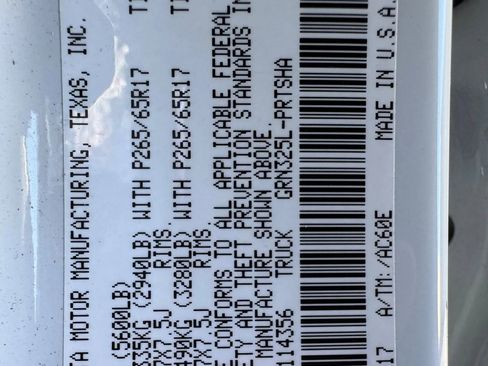 TA MOTOR MANUFACTURING, TEXAS, INC.
(5600LB)
335KG (2940LB) WITH P265/65R17
7X7.5J RIMS.
490KG (3280LB) WITH P265/65R17
7X7.5J RIMS.
E CONFORMS TO ALL APPLICABLE FEDERAL
ETY AND THEFT PREVENTION STANDARDS IN
MANUFACTURE SHOWN ABOVE.
114356 TRUCK GRN325L-PRTSHA
17 A/TM: /AC60E MADE IN U.S.A